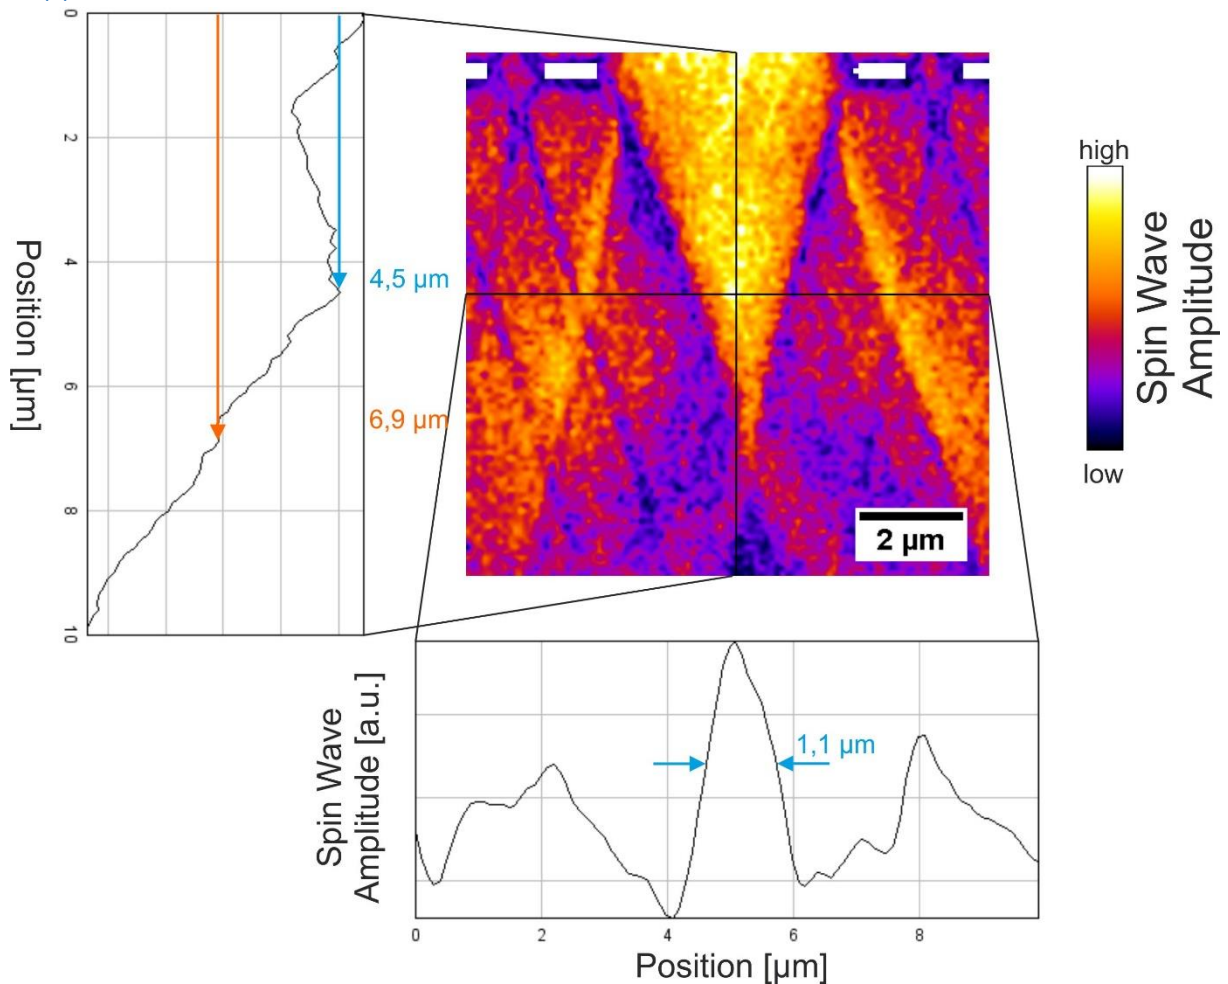 0
2
4
6
8
10
Position [µm]
4,5 µm
6,9 µm
high
Spin Wave
Amplitude
low
2 µm
Spin Wave
Amplitude [a.u.]
1,1 µm
0
2
4
6
8
Position [µm]